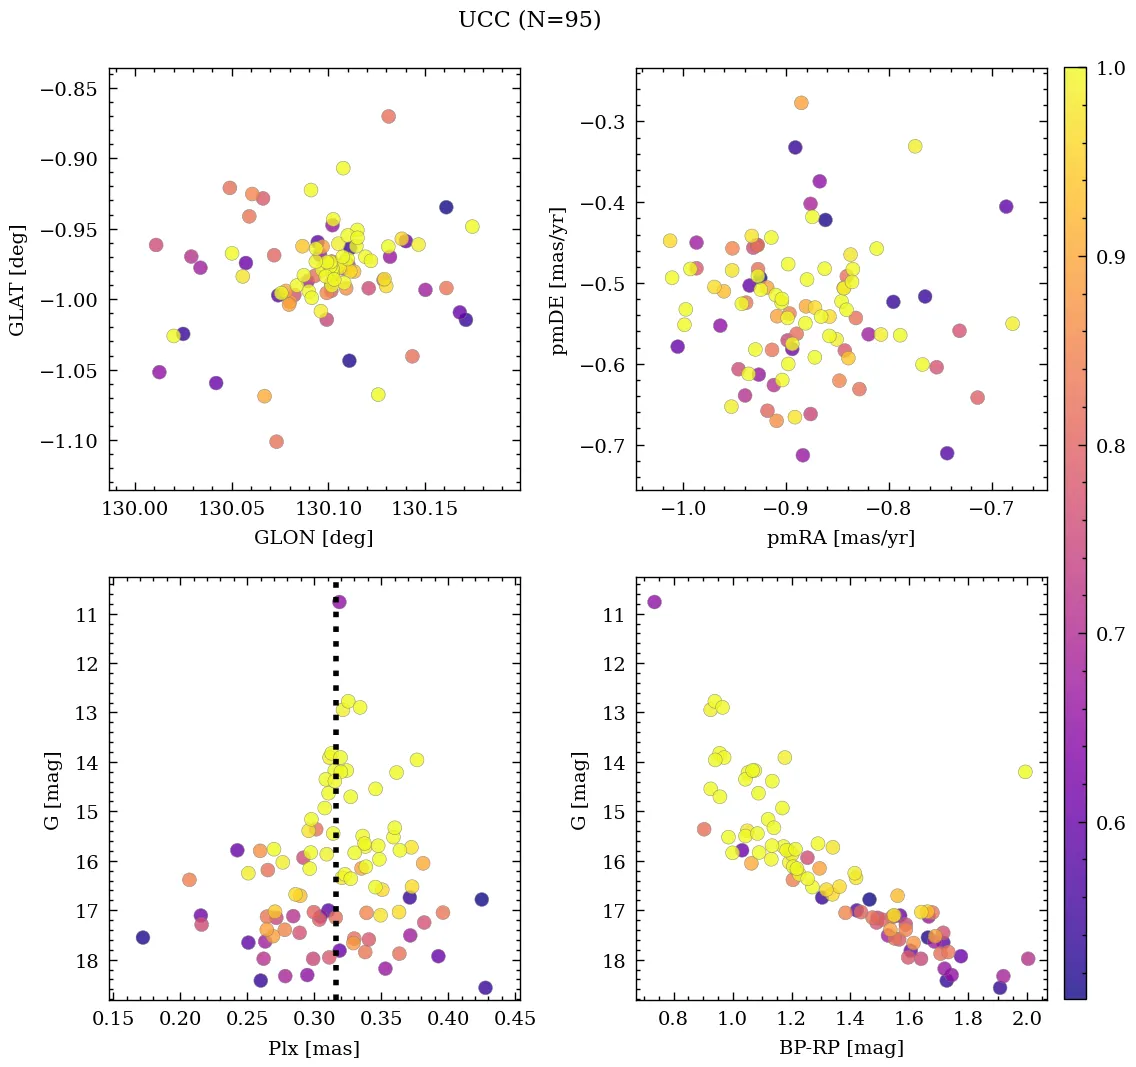 UCC (N=95)
−0.85
−0.90
−0.95
−1.00
−1.05
−1.10
GLAT [deg]
130.00 130.05 130.10 130.15
GLON [deg]
−0.3
−0.4
−0.5
−0.6
−0.7
pmDE [mas/yr]
−1.0 −0.9 −0.8 −0.7
pmRA [mas/yr]
11
12
13
14
15
16
17
18
G [mag]
0.15 0.20 0.25 0.30 0.35 0.40 0.45
Plx [mas]
11
12
13
14
15
16
17
18
G [mag]
0.8 1.0 1.2 1.4 1.6 1.8 2.0
BP-RP [mag]
1.0
0.9
0.8
0.7
0.6